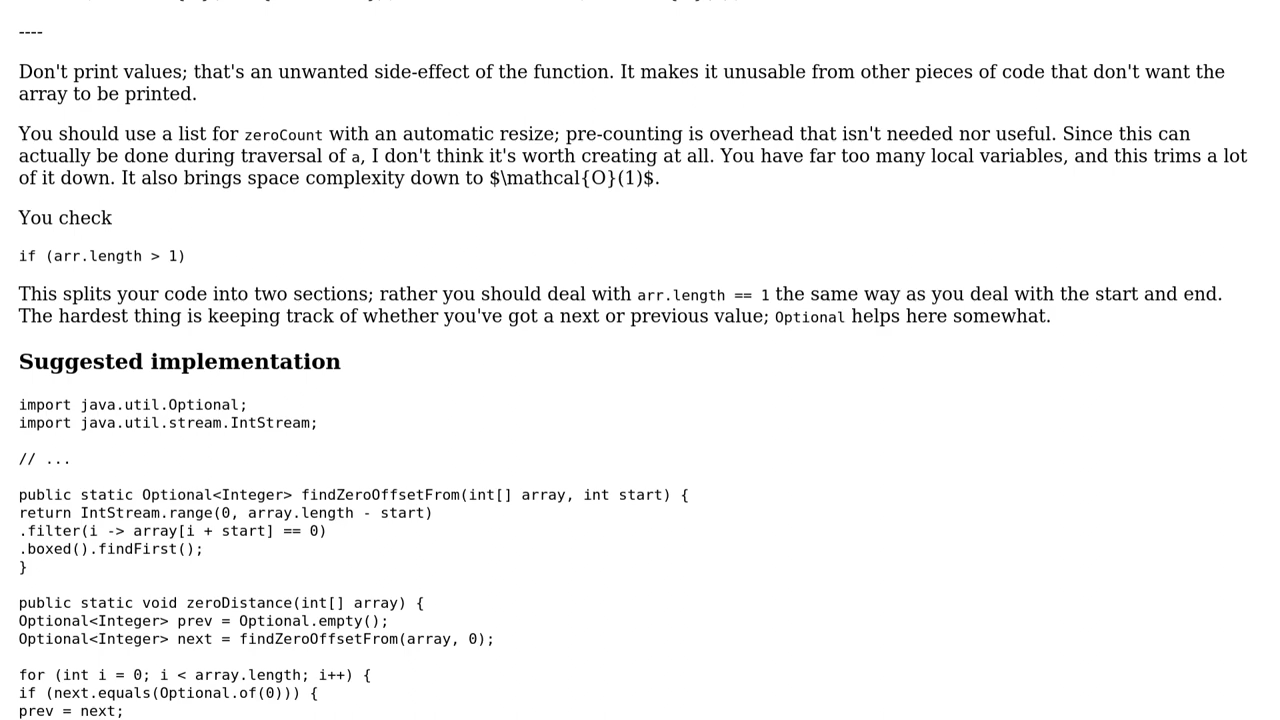 ----
Don't print values; that's an unwanted side-effect of the function. It makes it unusable from other pieces of code that don't want the
array to be printed.
You should use a list for zeroCount with an automatic resize; pre-counting is overhead that isn't needed nor useful. Since this can
actually be done during traversal of a, I don't think it's worth creating at all. You have far too many local variables, and this trims a lot
of it down. It also brings space complexity down to $\mathcal{O}(1)$.
You check
if (arr.length > 1)
This splits your code into two sections; rather you should deal with arr.length == 1 the same way as you deal with the start and end.
The hardest thing is keeping track of whether you've got a next or previous value; Optional helps here somewhat.
Suggested implementation
import java.util.Optional;
import java.util.stream.IntStream;
// ...
public static Optional<Integer> findZeroOffsetFrom(int[] array, int start) {
return IntStream.range(0, array.length - start)
.filter(i -> array[i + start] == 0)
.boxed().findFirst();
}
public static void zeroDistance(int[] array) {
Optional<Integer> prev = Optional.empty();
Optional<Integer> next = findZeroOffsetFrom(array, 0);
for (int i = 0; i < array.length; i++) {
if (next.equals(Optional.of(0))) {
prev = next;